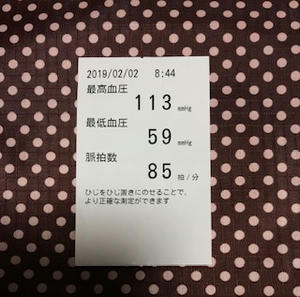 2019/02/02 8:44
最高血圧
113 mmHg
最低血圧
59 mmHg
脈拍数
85 拍/分
ひじをひじ置きにのせることで、
より正確な測定ができます